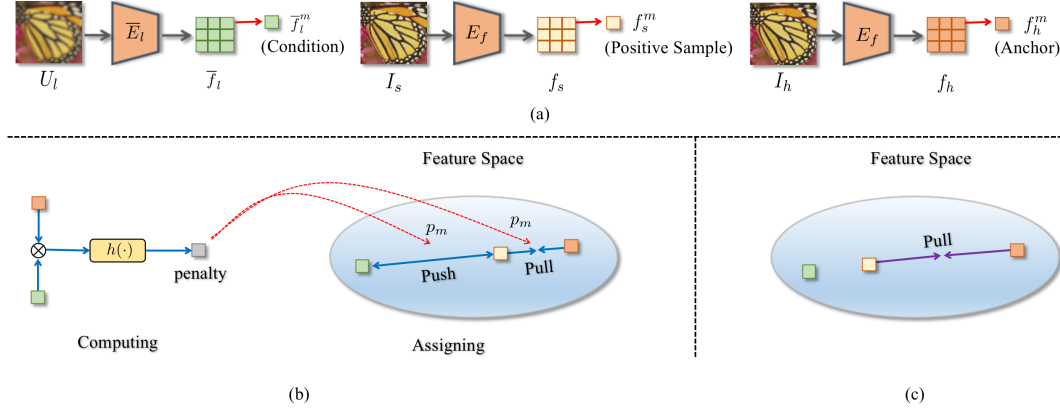 $\overline{E}_l$
$\overline{f}_l^m$
(Condition)
$U_l$
$\overline{f}_l$
$E_f$
$f_s^m$
(Positive Sample)
$I_s$
$f_s$
$E_f$
$f_h^m$
(Anchor)
$I_h$
$f_h$
(a)
Feature Space
$h(\cdot)$
penalty
$p_m$
$p_m$
Push
Pull
Computing
Assigning
(b)
Feature Space
Pull
(c)